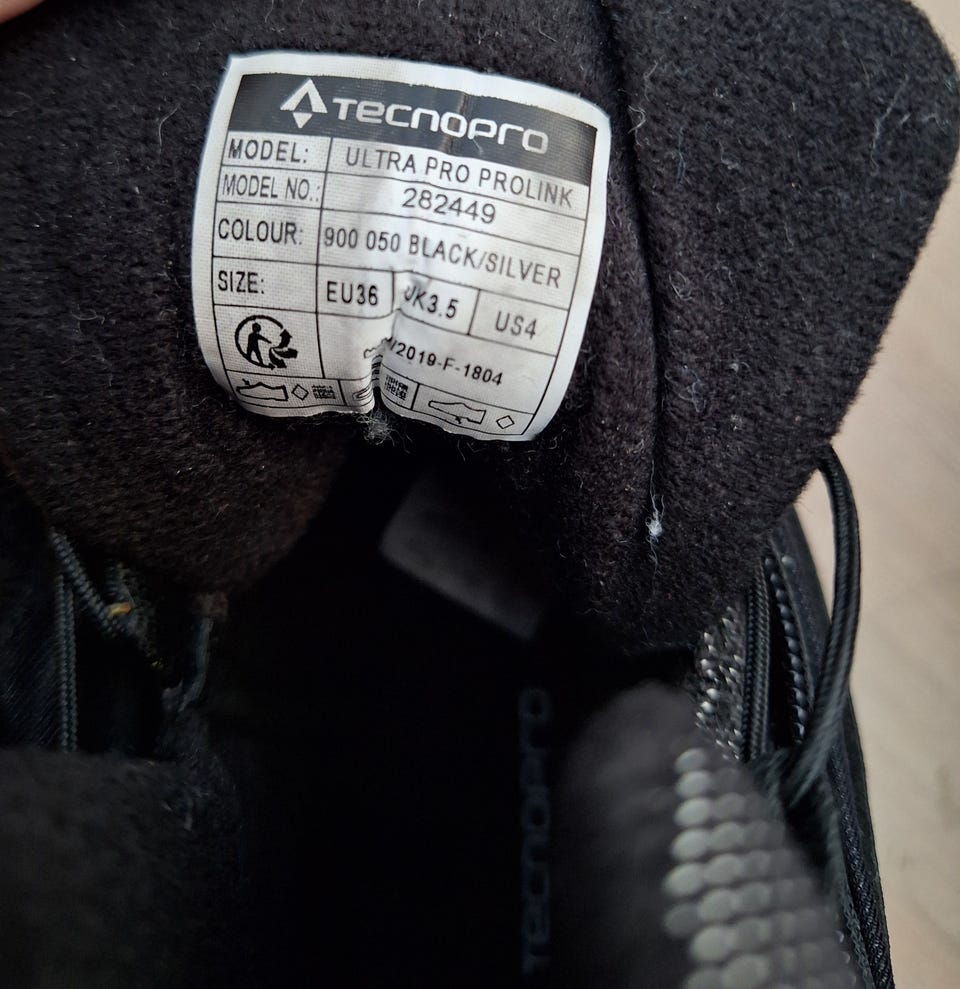 TECNOPRO
MODEL: ULTRA PRO PROLINK
MODEL NO.: 282449
COLOUR: 900 050 BLACK/SILVER
SIZE: EU36 UK3.5 US4
/2019-F-1804
TECNOPRO